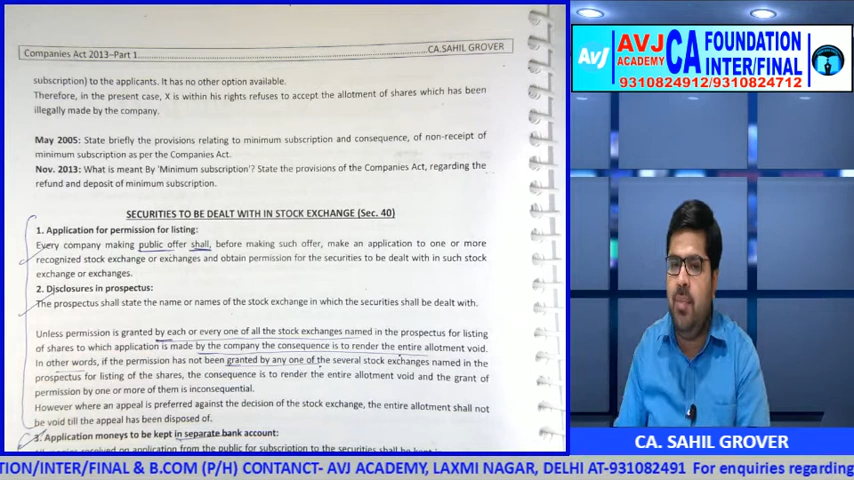 Companies Act 2013–Part 1 CA.SAHIL GROVER
subscription) to the applicants. It has no other option available.
Therefore, in the present case, X is within his rights refuses to accept the allotment of shares which has been
illegally made by the company.
May 2005: State briefly the provisions relating to minimum subscription and consequence, of non-receipt of
minimum subscription as per the Companies Act.
Nov. 2013: What is meant By 'Minimum subscription'? State the provisions of the Companies Act, regarding the
refund and deposit of minimum subscription.
SECURITIES TO BE DEALT WITH IN STOCK EXCHANGE (Sec. 40)
1. Application for permission for listing:
Every company making public offer shall, before making such offer, make an application to one or more
recognized stock exchange or exchanges and obtain permission for the securities to be dealt with in such stock
exchange or exchanges.
2. Disclosures in prospectus:
The prospectus shall state the name or names of the stock exchange in which the securities shall be dealt with.
Unless permission is granted by each or every one of all the stock exchanges named in the prospectus for listing
of shares to which application is made by the company the consequence is to render the entire allotment void.
In other words, if the permission has not been granted by any one of the several stock exchanges named in the
prospectus for listing of the shares, the consequence is to render the entire allotment void and the grant of
permission by one or more of them is inconsequential.
However where an appeal is preferred against the decision of the stock exchange, the entire allotment shall not
be void till the appeal has been disposed of.
3. Application moneys to be kept in separate bank account:
received on application from the public for subscription to the securities shall be kept in
AVJ
AVJ
ACADEMY
CA
FOUNDATION
INTER/FINAL
9310824912/9310824712
CA. SAHIL GROVER
TION/INTER/FINAL & B.COM (P/H) CONTANCT- AVJ ACADEMY, LAXMI NAGAR, DELHI AT-931082491 For enquiries regarding